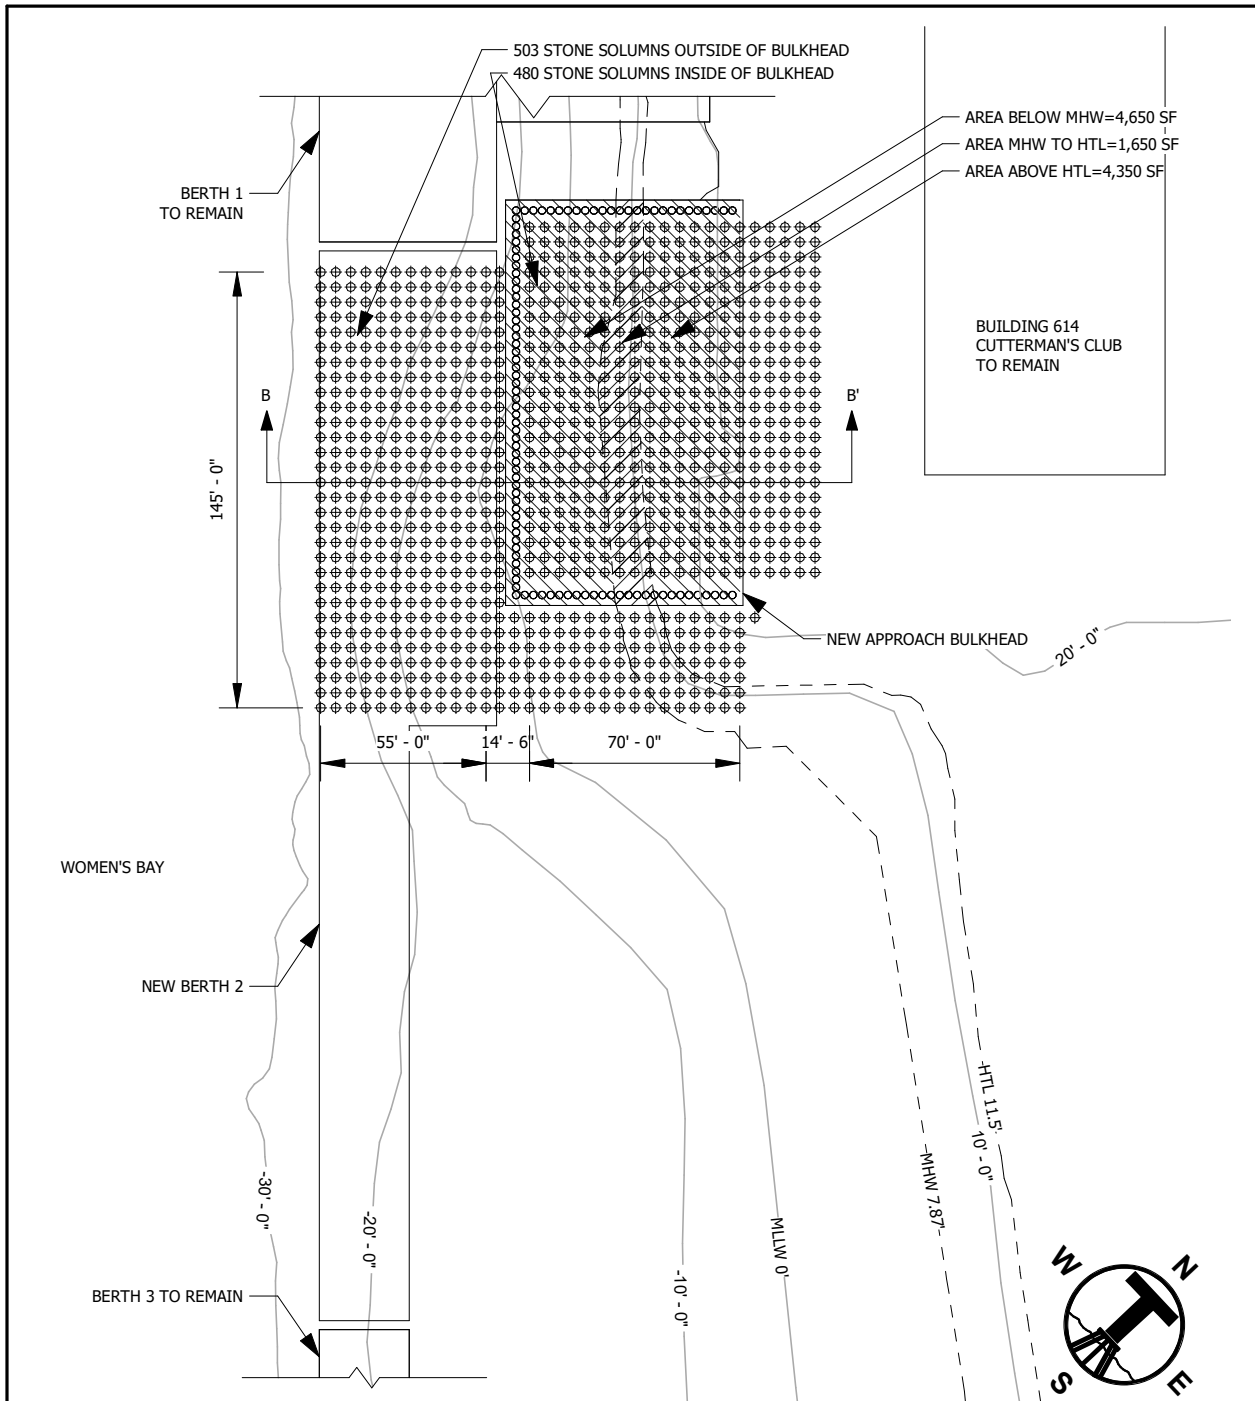 503 STONE SOLUMNS OUTSIDE OF BULKHEAD
480 STONE SOLUMNS INSIDE OF BULKHEAD
AREA BELOW MHW=4,650 SF
AREA MHW TO HTL=1,650 SF
AREA ABOVE HTL=4,350 SF
BERTH 1
TO REMAIN
BUILDING 614
CUTTERMAN'S CLUB
TO REMAIN
B
B'
145' - 0"
NEW APPROACH BULKHEAD
20' - 0"
55' - 0"
14' - 6"
70' - 0"
WOMEN'S BAY
NEW BERTH 2
HTL 11.5'
10' - 0"
MHW 7.87'
-30' - 0"
-20' - 0"
MLLW 0'
-10' - 0"
BERTH 3 TO REMAIN
W
N
S
E